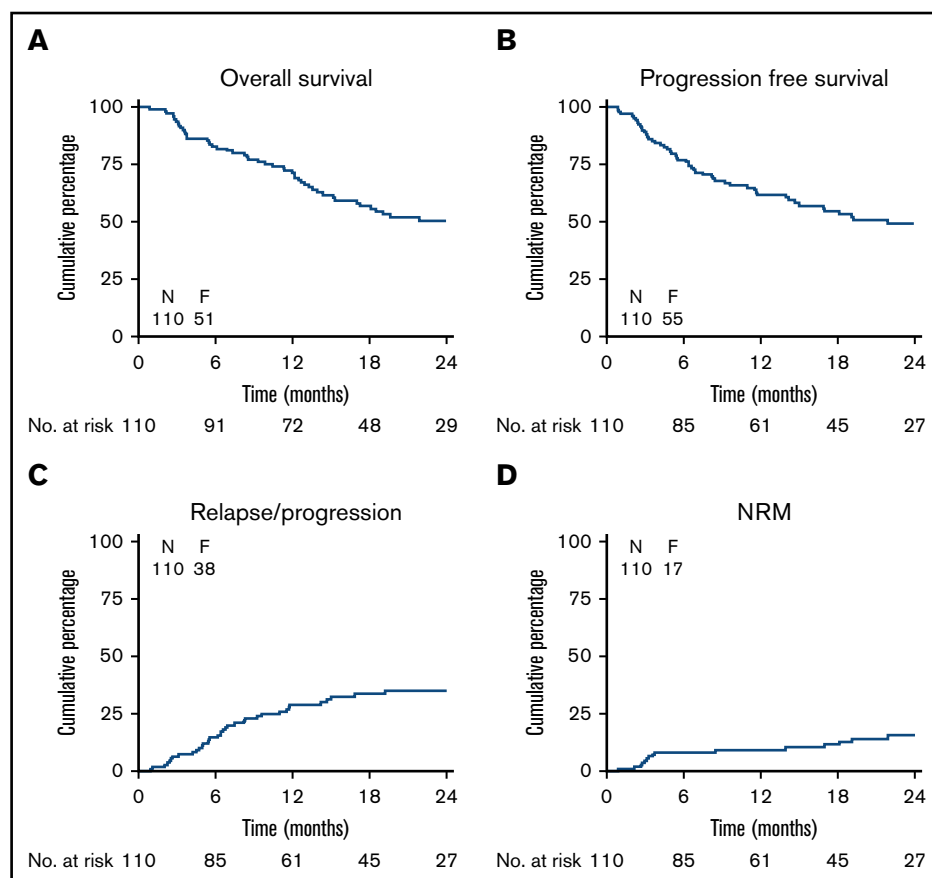 A
Overall survival
100
75
50
25
0
Cumulative percentage
N F
110 51
0 6 12 18 24
Time (months)
No. at risk 110 91 72 48 29
B
Progression free survival
100
75
50
25
0
Cumulative percentage
N F
110 55
0 6 12 18 24
Time (months)
No. at risk 110 85 61 45 27
C
Relapse/progression
100
75
50
25
0
Cumulative percentage
N F
110 38
0 6 12 18 24
Time (months)
No. at risk 110 85 61 45 27
D
NRM
100
75
50
25
0
Cumulative percentage
N F
110 17
0 6 12 18 24
Time (months)
No. at risk 110 85 61 45 27